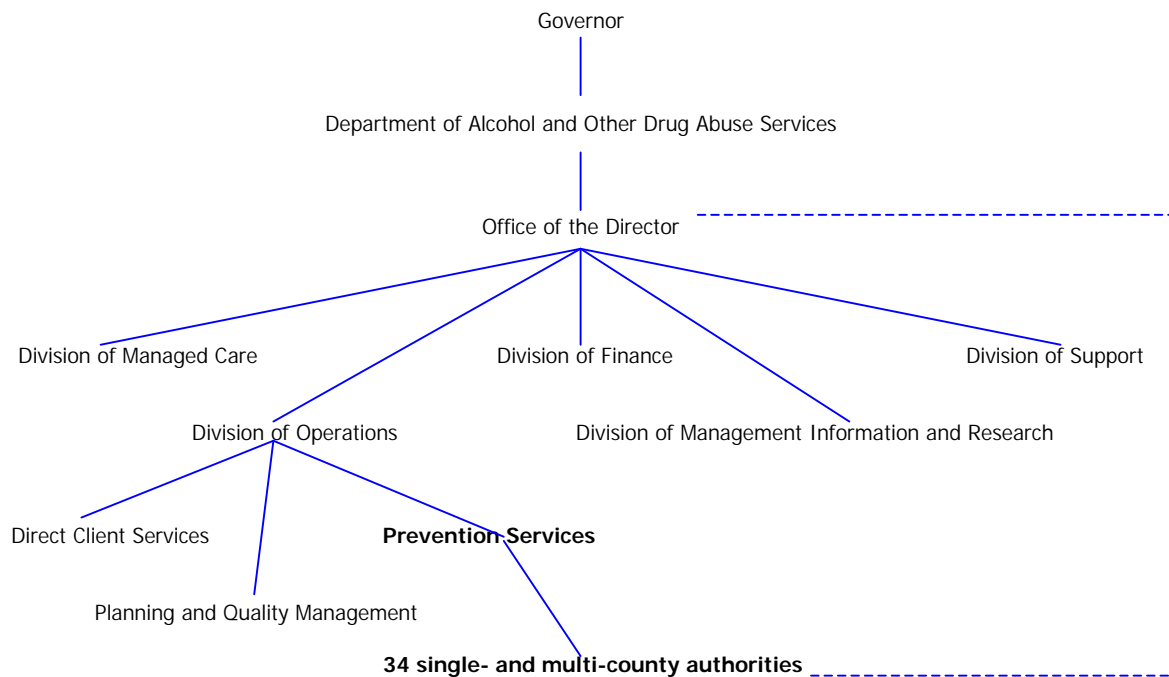 Governor
Department of Alcohol and Other Drug Abuse Services
Office of the Director
Division of Managed Care
Division of Finance
Division of Support
Division of Operations
Division of Management Information and Research
Direct Client Services
Prevention Services
Planning and Quality Management
34 single- and multi-county authorities